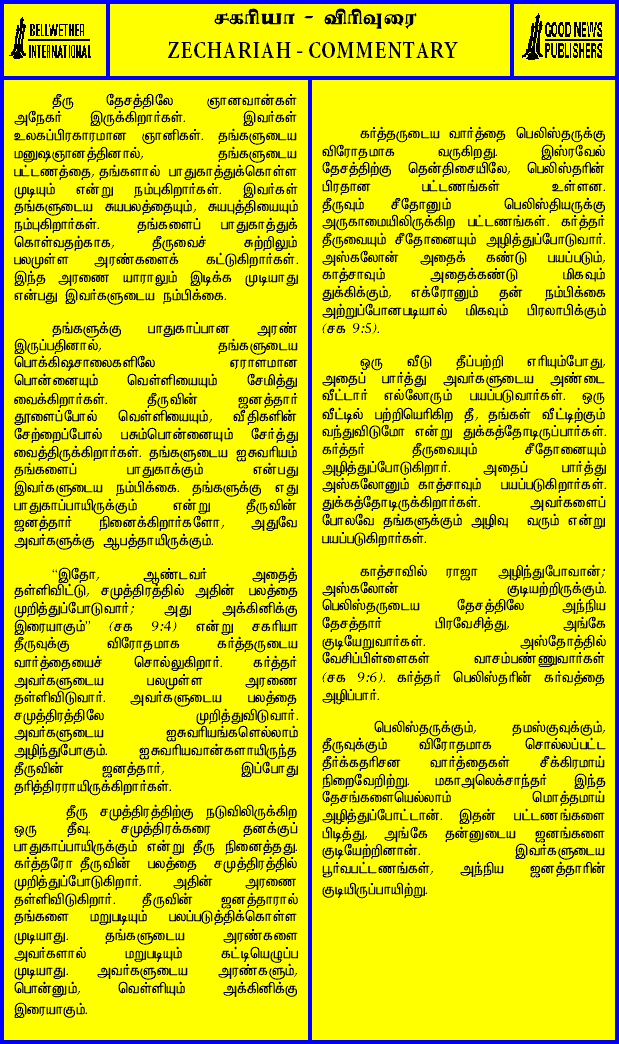 BELLWETHER
INTERNATIONAL
சகரியா - விரிவுரை
ZECHARIAH - COMMENTARY
GOOD NEWS
PUBLISHERS
தீரு தேசத்திலே ஞானவான்கள்
அநேகர் இருக்கிறார்கள். இவர்கள்
உலகப்பிரகாரமான ஞானிகள். தங்களுடைய
மனுஷஞானத்தினால், தங்களுடைய
பட்டணத்தை, தங்களால் பாதுகாத்துக்கொள்ள
முடியும் என்று நம்புகிறார்கள். இவர்கள்
தங்களுடைய சுயபலத்தையும், சுயபுத்தியையும்
நம்புகிறார்கள். தங்களைப் பாதுகாத்துக்
கொள்வதற்காக, தீருவைச் சுற்றிலும்
பலமுள்ள அரண்களைக் கட்டுகிறார்கள்.
இந்த அரணை யாராலும் இடிக்க முடியாது
என்பது இவர்களுடைய நம்பிக்கை.
தங்களுக்கு பாதுகாப்பான அரண்
இருப்பதினால், தங்களுடைய
பொக்கிஷசாலைகளிலே ஏராளமான
பொன்னையும் வெள்ளியையும் சேமித்து
வைக்கிறார்கள். தீருவின் ஜனத்தார்
தூளைப்போல் வெள்ளியையும், வீதிகளின்
சேற்றைப்போல் பசும்பொன்னையும் சேர்த்து
வைத்திருக்கிறார்கள். தங்களுடைய ஐசுவரியம்
தங்களைப் பாதுகாக்கும் என்பது
இவர்களுடைய நம்பிக்கை. தங்களுக்கு எது
பாதுகாப்பாயிருக்கும் என்று தீருவின்
ஜனத்தார் நினைக்கிறார்களோ, அதுவே
அவர்களுக்கு ஆபத்தாயிருக்கும்.
"இதோ, ஆண்டவர் அதைத்
தள்ளிவிட்டு, சமுத்திரத்தில் அதின் பலத்தை
முறித்துப்போடுவார்; அது அக்கினிக்கு
இரையாகும்" (சக 9:4) என்று சகரியா
தீருவுக்கு விரோதமாக கர்த்தருடைய
வார்த்தையைச் சொல்லுகிறார். கர்த்தர்
அவர்களுடைய பலமுள்ள அரணை
தள்ளிவிடுவார். அவர்களுடைய பலத்தை
சமுத்திரத்திலே முறித்துவிடுவார்.
அவர்களுடைய ஐசுவரியங்களெல்லாம்
அழிந்துபோகும். ஐசுவரியவான்களாயிருந்த
தீருவின் ஜனத்தார், இப்போது
தரித்திரராயிருக்கிறார்கள்.
தீரு சமுத்திரத்திற்கு நடுவிலிருக்கிற
ஒரு தீவு. சமுத்திரக்கரை தனக்குப்
பாதுகாப்பாயிருக்கும் என்று தீரு நினைத்தது.
கர்த்தரோ தீருவின் பலத்தை சமுத்திரத்தில்
முறித்துப்போடுகிறார். அதின் அரணை
தள்ளிவிடுகிறார். தீருவின் ஜனத்தாரால்
தங்களை மறுபடியும் பலப்படுத்திக்கொள்ள
முடியாது. தங்களுடைய அரண்களை
அவர்களால் மறுபடியும் கட்டியெழுப்ப
முடியாது. அவர்களுடைய அரண்களும்,
பொன்னும், வெள்ளியும் அக்கினிக்கு
இரையாகும்.
கர்த்தருடைய வார்த்தை பெலிஸ்தருக்கு
விரோதமாக வருகிறது. இஸ்ரவேல்
தேசத்திற்கு தென்திசையிலே, பெலிஸ்தரின்
பிரதான பட்டணங்கள் உள்ளன.
தீருவும் சீதோனும் பெலிஸ்தியருக்கு
அருகாமையிலிருக்கிற பட்டணங்கள். கர்த்தர்
தீருவையும் சீதோனையும் அழித்துப்போடுவார்.
அஸ்கலோன் அதைக் கண்டு பயப்படும்,
காத்சாவும் அதைக்கண்டு மிகவும்
துக்கிக்கும், எக்ரோனும் தன் நம்பிக்கை
அற்றுப்போனபடியால் மிகவும் பிரலாபிக்கும்
(சக 9:5).
ஒரு வீடு தீப்பற்றி எரியும்போது,
அதைப் பார்த்து அவர்களுடைய அண்டை
வீட்டார் எல்லோரும் பயப்படுவார்கள். ஒரு
வீட்டில் பற்றியெரிகிற தீ, தங்கள் வீட்டிற்கும்
வந்துவிடுமோ என்று துக்கத்தோடிருப்பார்கள்.
கர்த்தர் தீருவையும் சீதோனையும்
அழித்துப்போடுகிறார். அதைப் பார்த்து
அஸ்கலோனும் காத்சாவும் பயப்படுகிறார்கள்.
துக்கத்தோடிருக்கிறார்கள். அவர்களைப்
போலவே தங்களுக்கும் அழிவு வரும் என்று
பயப்படுகிறார்கள்.
காத்சாவில் ராஜா அழிந்துபோவான்;
அஸ்கலோன் குடியற்றிருக்கும்.
பெலிஸ்தருடைய தேசத்திலே அந்நிய
தேசத்தார் பிரவேசித்து, அங்கே
குடியேறுவார்கள். அஸ்தோத்தில்
வேசிப்பிள்ளைகள் வாசம்பண்ணுவார்கள்
(சக 9:6). கர்த்தர் பெலிஸ்தரின் கர்வத்தை
அழிப்பார்.
பெலிஸ்தருக்கும், தமஸ்குவுக்கும்,
தீருவுக்கும் விரோதமாக சொல்லப்பட்ட
தீர்க்கதரிசன வார்த்தைகள் சீக்கிரமாய்
நிறைவேறிற்று. மகாஅலெக்சாந்தர் இந்த
தேசங்களையெல்லாம் மொத்தமாய்
அழித்துப்போட்டான். இதன் பட்டணங்களை
பிடித்து, அங்கே தன்னுடைய ஜனங்களை
குடியேற்றினான். இவர்களுடைய
பூர்வபட்டணங்கள், அந்நிய ஜனத்தாரின்
குடியிருப்பாயிற்று.